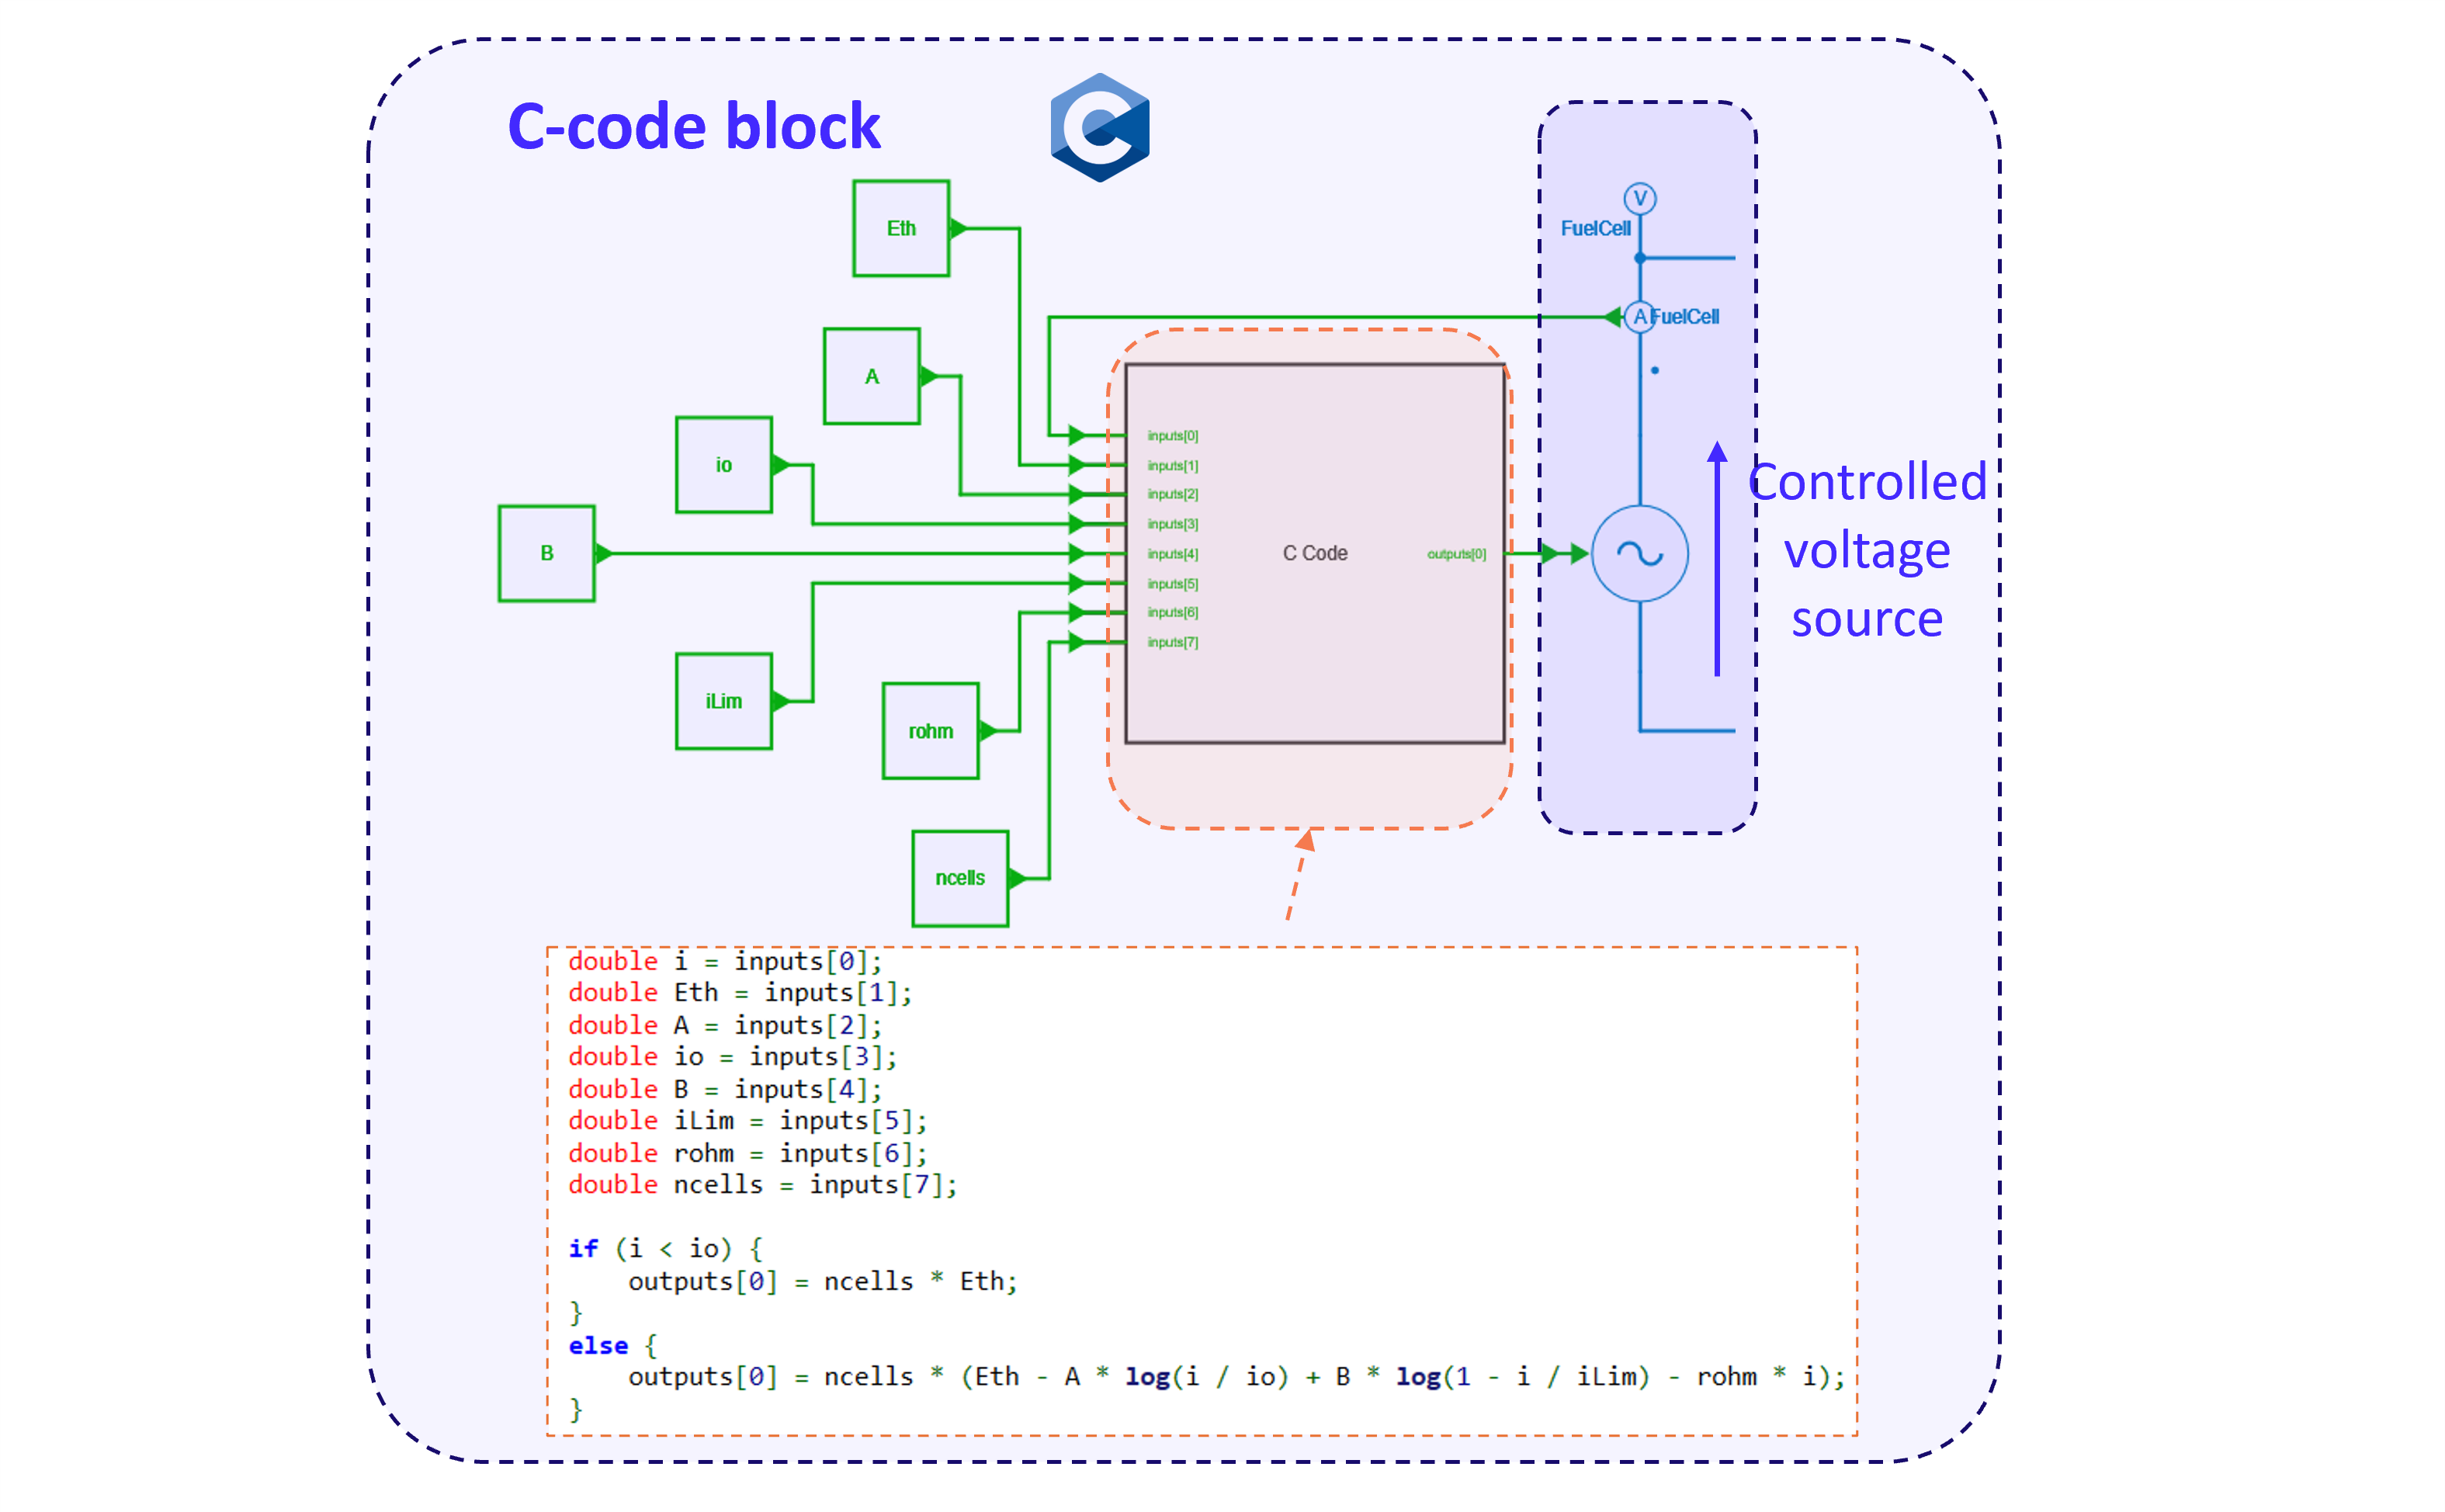 C-code block
Eth
A
io
B
iLim
rohm
ncells
inputs[0]
inputs[1]
inputs[2]
inputs[3]
inputs[4]
inputs[5]
inputs[6]
inputs[7]
C Code
outputs[0]
V
FuelCell
A FuelCell
Controlled
voltage
source
double i = inputs[0];
double Eth = inputs[1];
double A = inputs[2];
double io = inputs[3];
double B = inputs[4];
double iLim = inputs[5];
double rohm = inputs[6];
double ncells = inputs[7];
if (i < io) {
    outputs[0] = ncells * Eth;
}
else {
    outputs[0] = ncells * (Eth - A * log(i / io) + B * log(1 - i / iLim) - rohm * i);
}